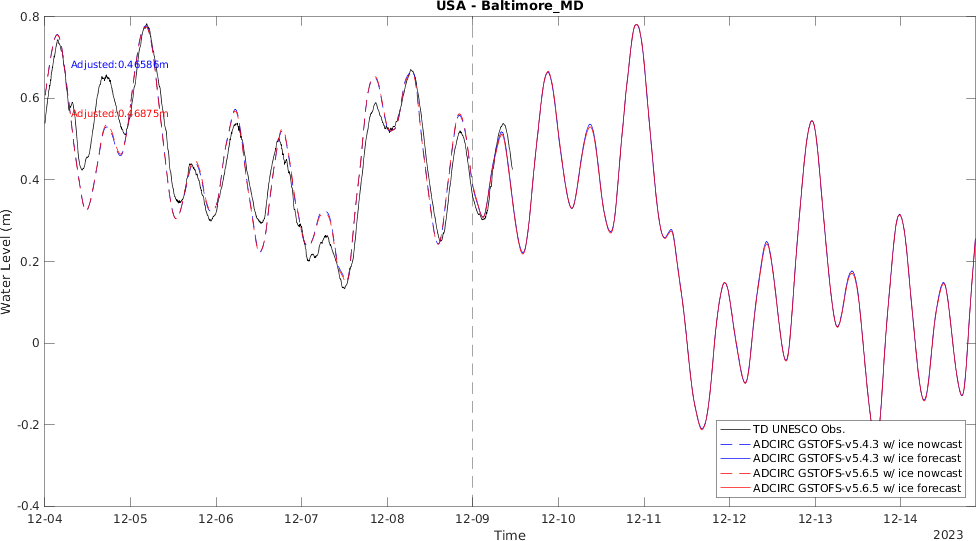 USA - Baltimore_MD
0.8
Adjusted:0.46586m
0.6
Adjusted:0.46875m
0.4
Water Level (m)
0.2
0
-0.2
-0.4
TD UNESCO Obs.
ADCIRC GSTOFS-v5.4.3 w/ ice nowcast
ADCIRC GSTOFS-v5.4.3 w/ ice forecast
ADCIRC GSTOFS-v5.6.5 w/ ice nowcast
ADCIRC GSTOFS-v5.6.5 w/ ice forecast
12-04 12-05 12-06 12-07 12-08 12-09 12-10 12-11 12-12 12-13 12-14
Time
2023